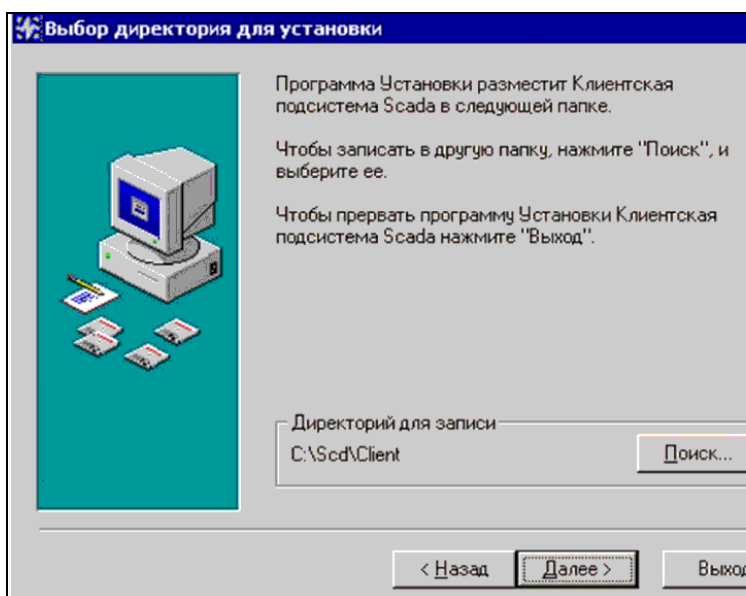 Выбор директория для установки
Программа Установки разместит Клиентская
подсистема Scada в следующей папке.
Чтобы записать в другую папку, нажмите "Поиск", и
выберите ее.
Чтобы прервать программу Установки Клиентская
подсистема Scada нажмите "Выход".
Директорий для записи
C:\Scd\Client
Поиск...
< Назад
Далее >
Выход